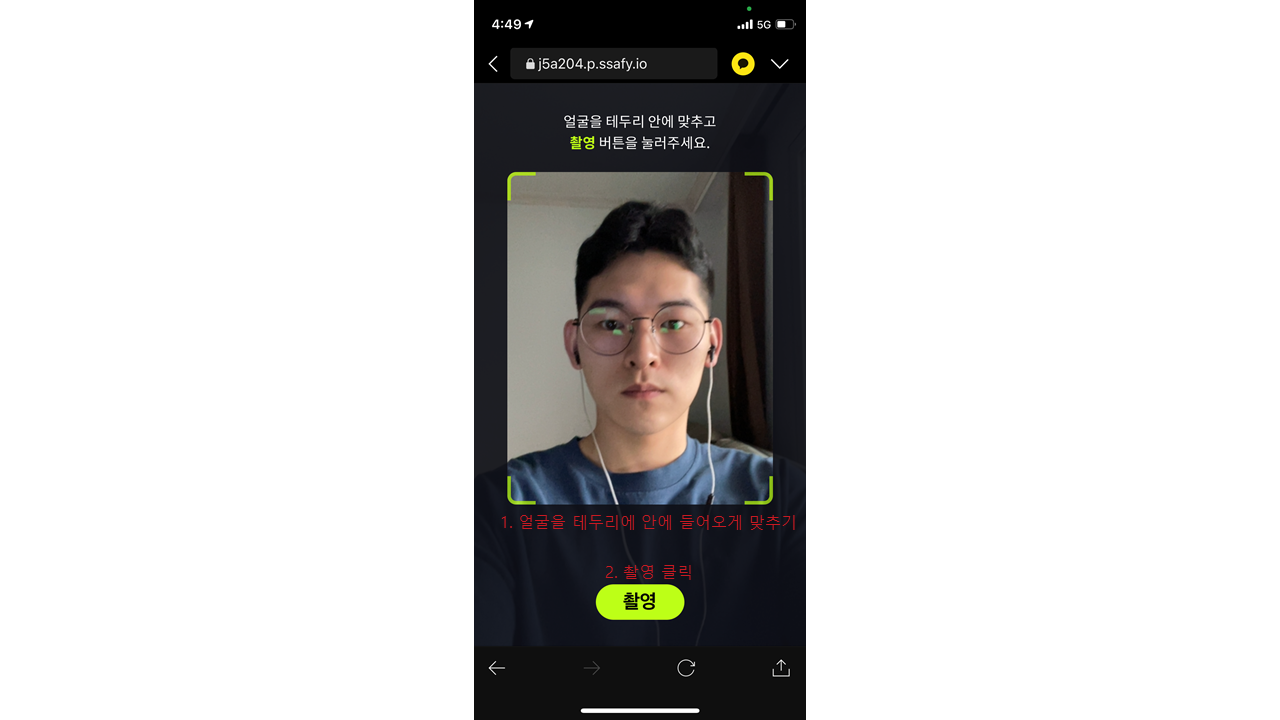 4:49
5G
j5a204.p.ssafy.io
얼굴을 테두리 안에 맞추고
촬영 버튼을 눌러주세요.
1. 얼굴을 테두리에 안에 들어오게 맞추기
2. 촬영 클릭
촬영